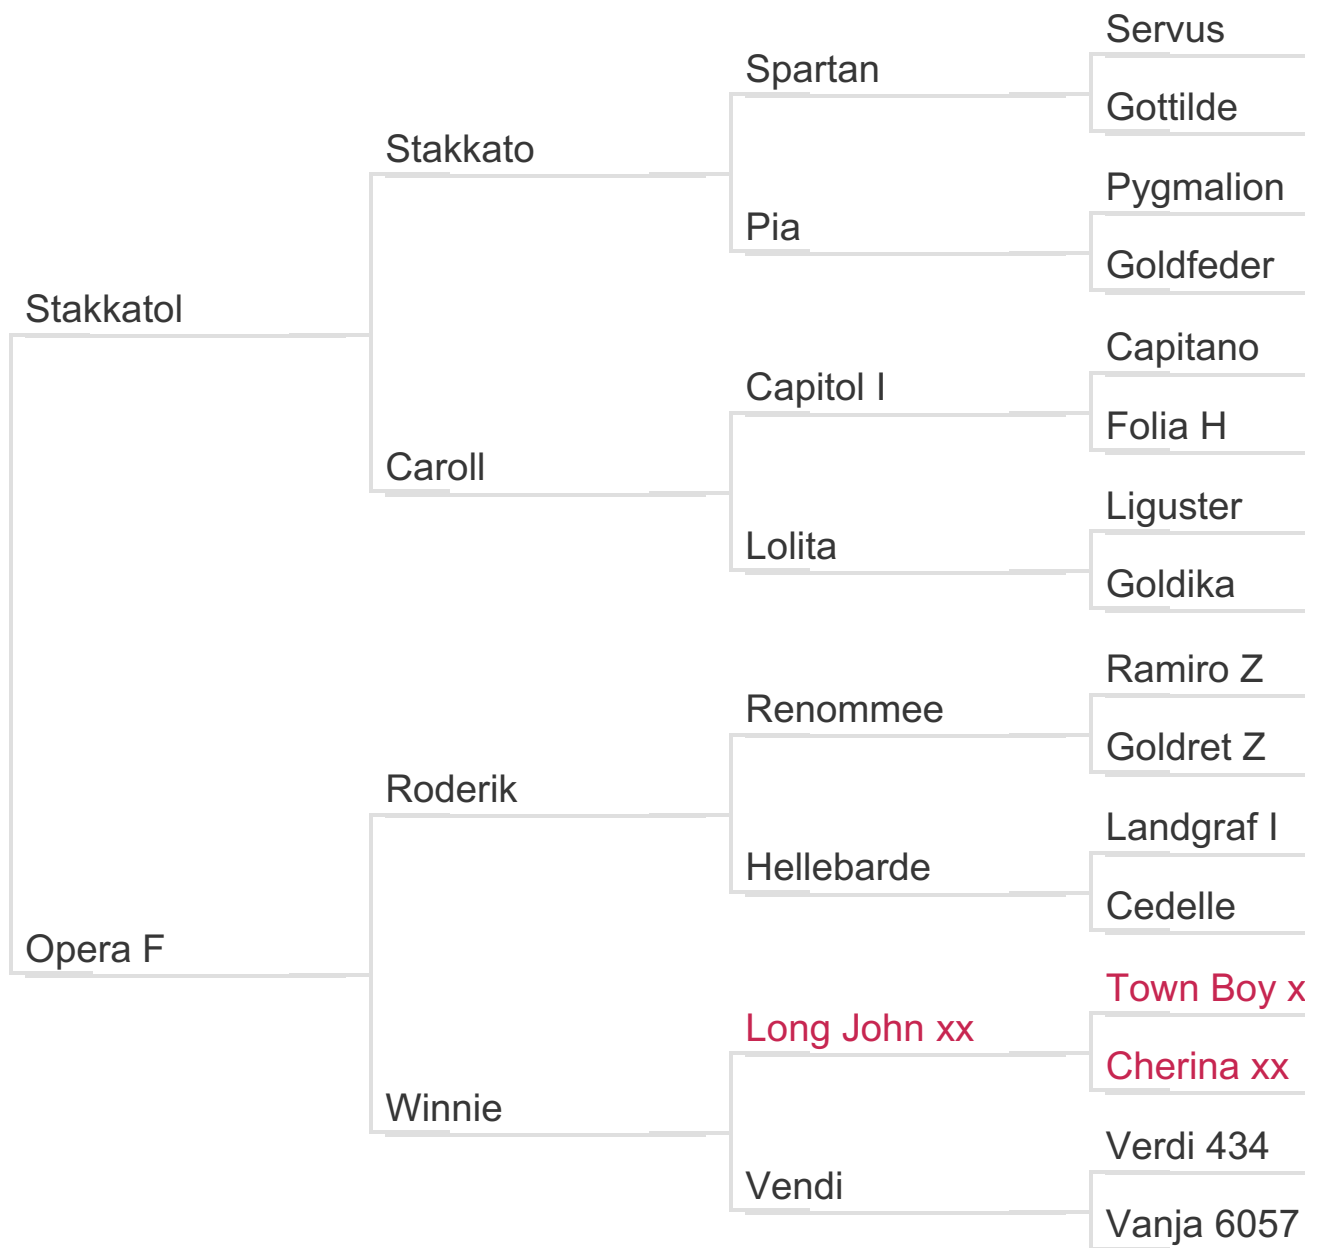 Servus
Spartan
Gottilde
Stakkato
Pygmalion
Pia
Goldfeder
Stakkatol
Capitano
Capitol I
Folia H
Caroll
Liguster
Lolita
Goldika
Ramiro Z
Renommee
Goldret Z
Roderik
Landgraf I
Hellebarde
Cedelle
Opera F
Town Boy x
Long John xx
Cherina xx
Winnie
Verdi 434
Vendi
Vanja 6057